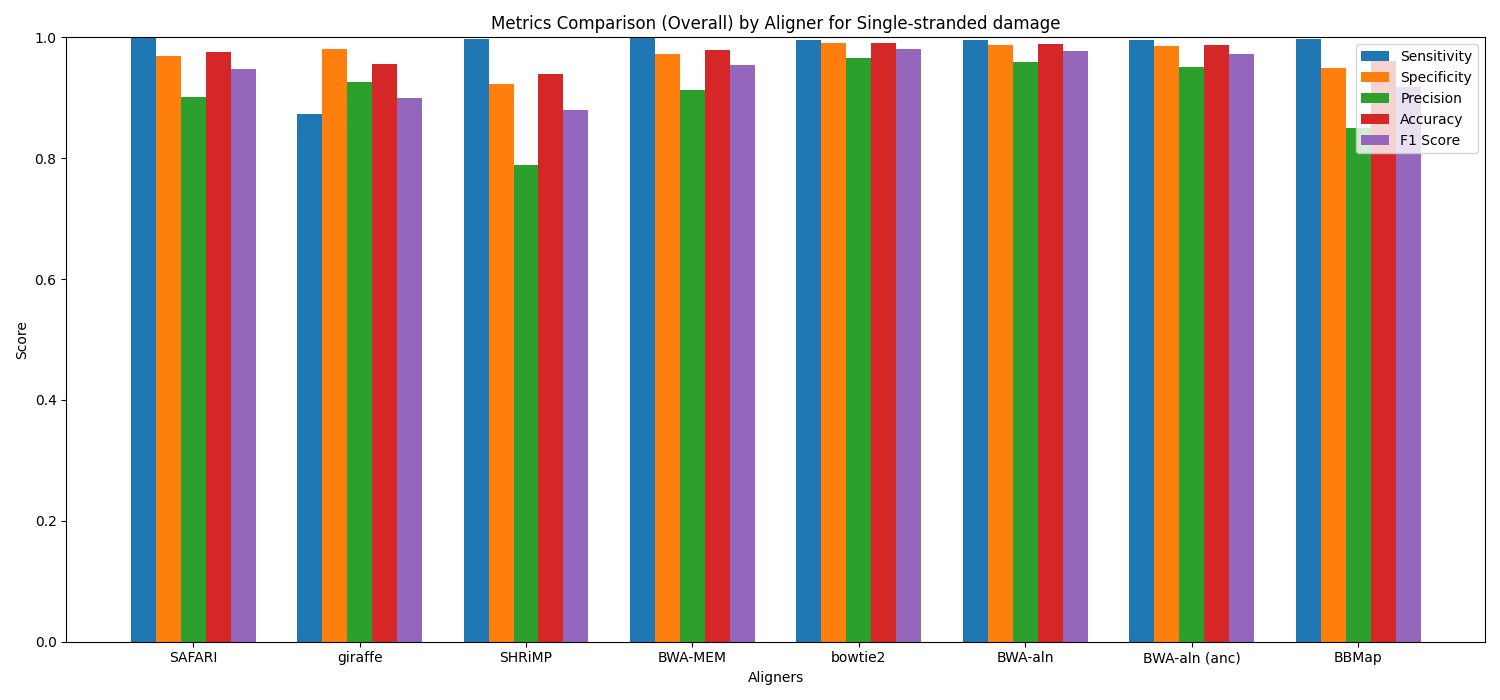 Metrics Comparison (Overall) by Aligner for Single-stranded damage
Score
1.0
0.8
0.6
0.4
0.2
0.0
Sensitivity
Specificity
Precision
Accuracy
F1 Score
SAFARI
giraffe
SHRiMP
BWA-MEM
bowtie2
BWA-aln
BWA-aln (anc)
BBMap
Aligners